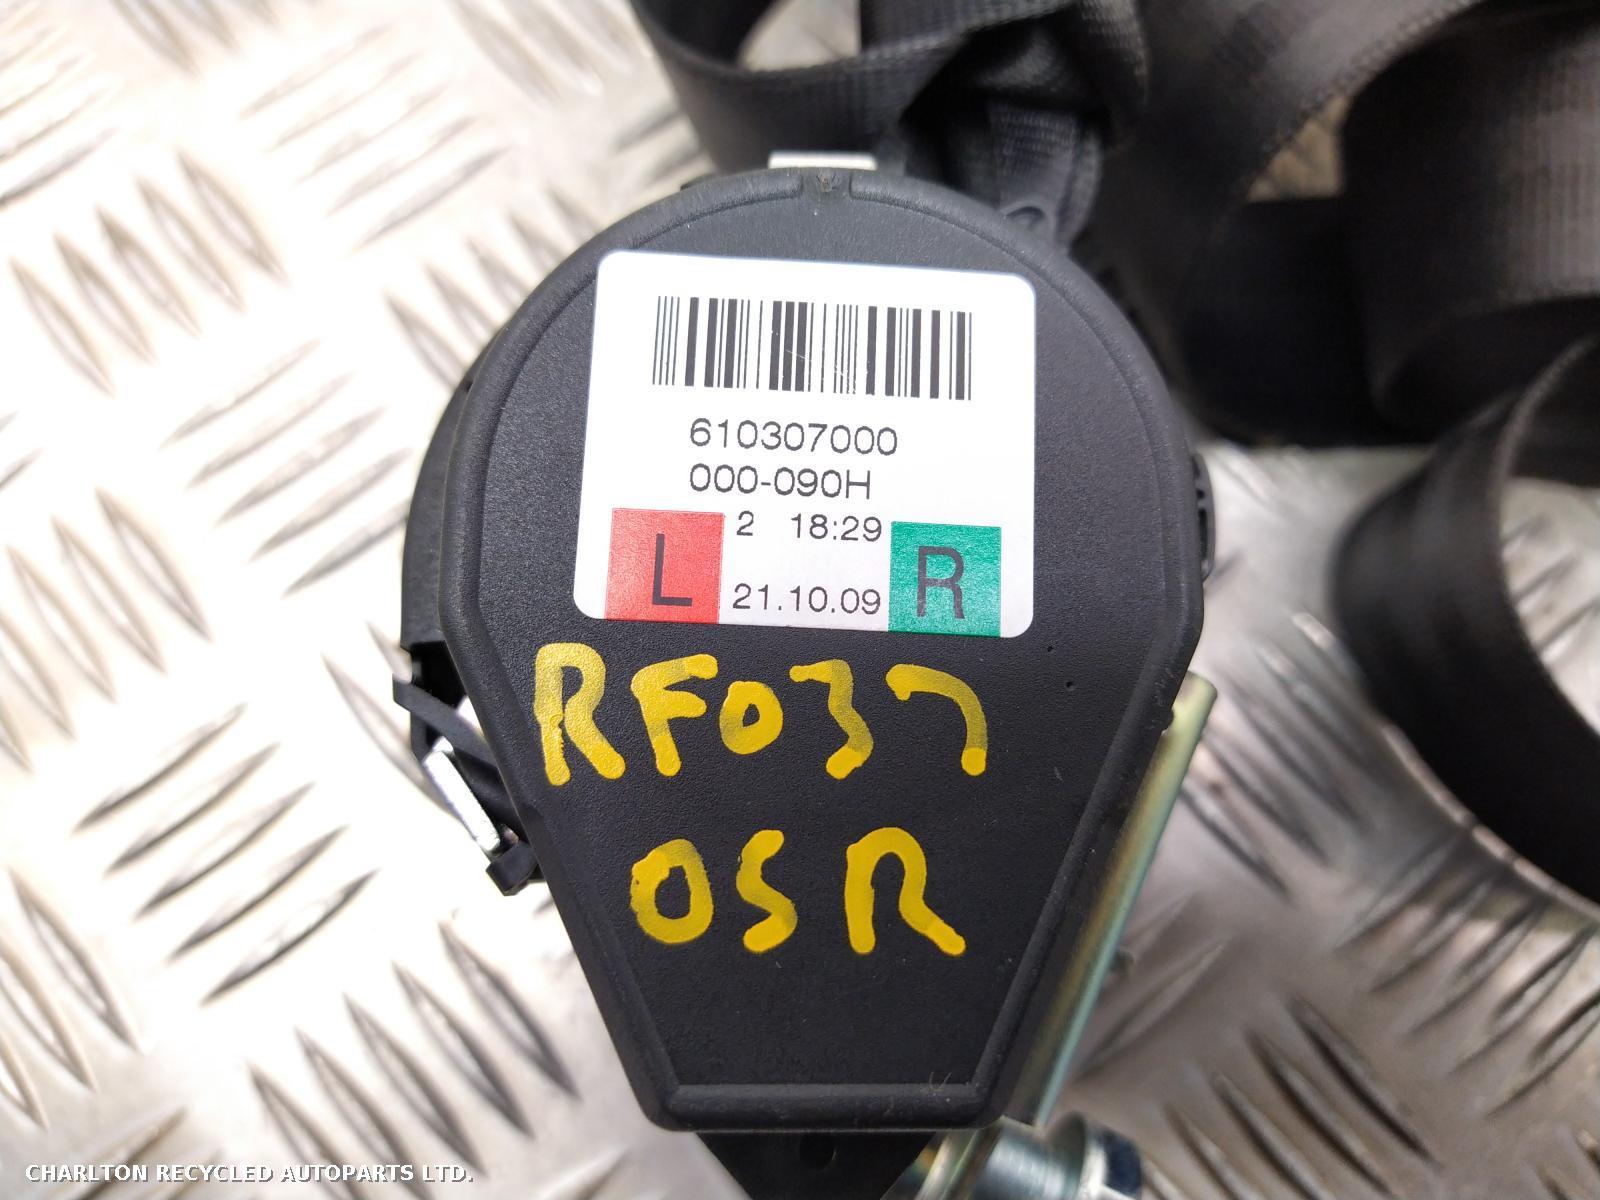 610307000
000-090H
L 2 18:29 R
21.10.09
RF037
OSR
CHARLTON RECYCLED AUTOPARTS LTD.